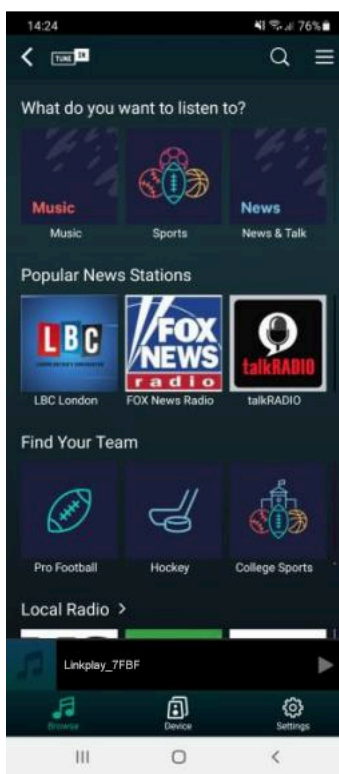 14:24 76%
TUNE IN
What do you want to listen to?
Music News
Music Sports News & Talk
Popular News Stations
LBC FOX NEWS radio talkRADIO
LBC London FOX News Radio talkRADIO
Find Your Team
Pro Football Hockey College Sports
Local Radio >
Linkplay_7FBF
Browse Device Settings